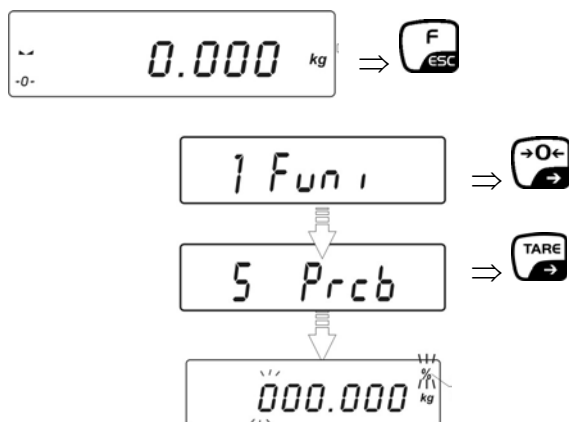 0.000 kg
-0-
F
ESC
1 Funi
→0←
5 Prcb
TARE
%
000.000
kg